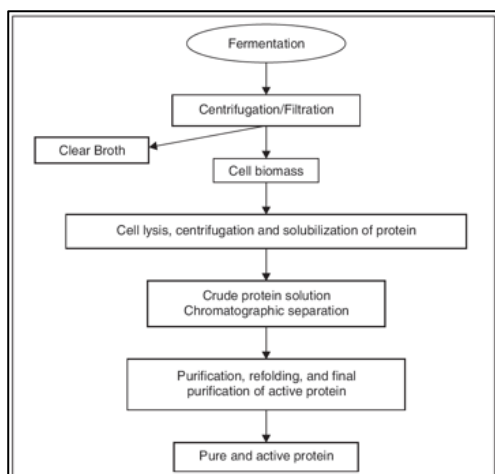 Fermentation
Centrifugation/Filtration
Clear Broth
Cell biomass
Cell lysis, centrifugation and solubilization of protein
Crude protein solution
Chromatographic separation
Purification, refolding, and final
purification of active protein
Pure and active protein